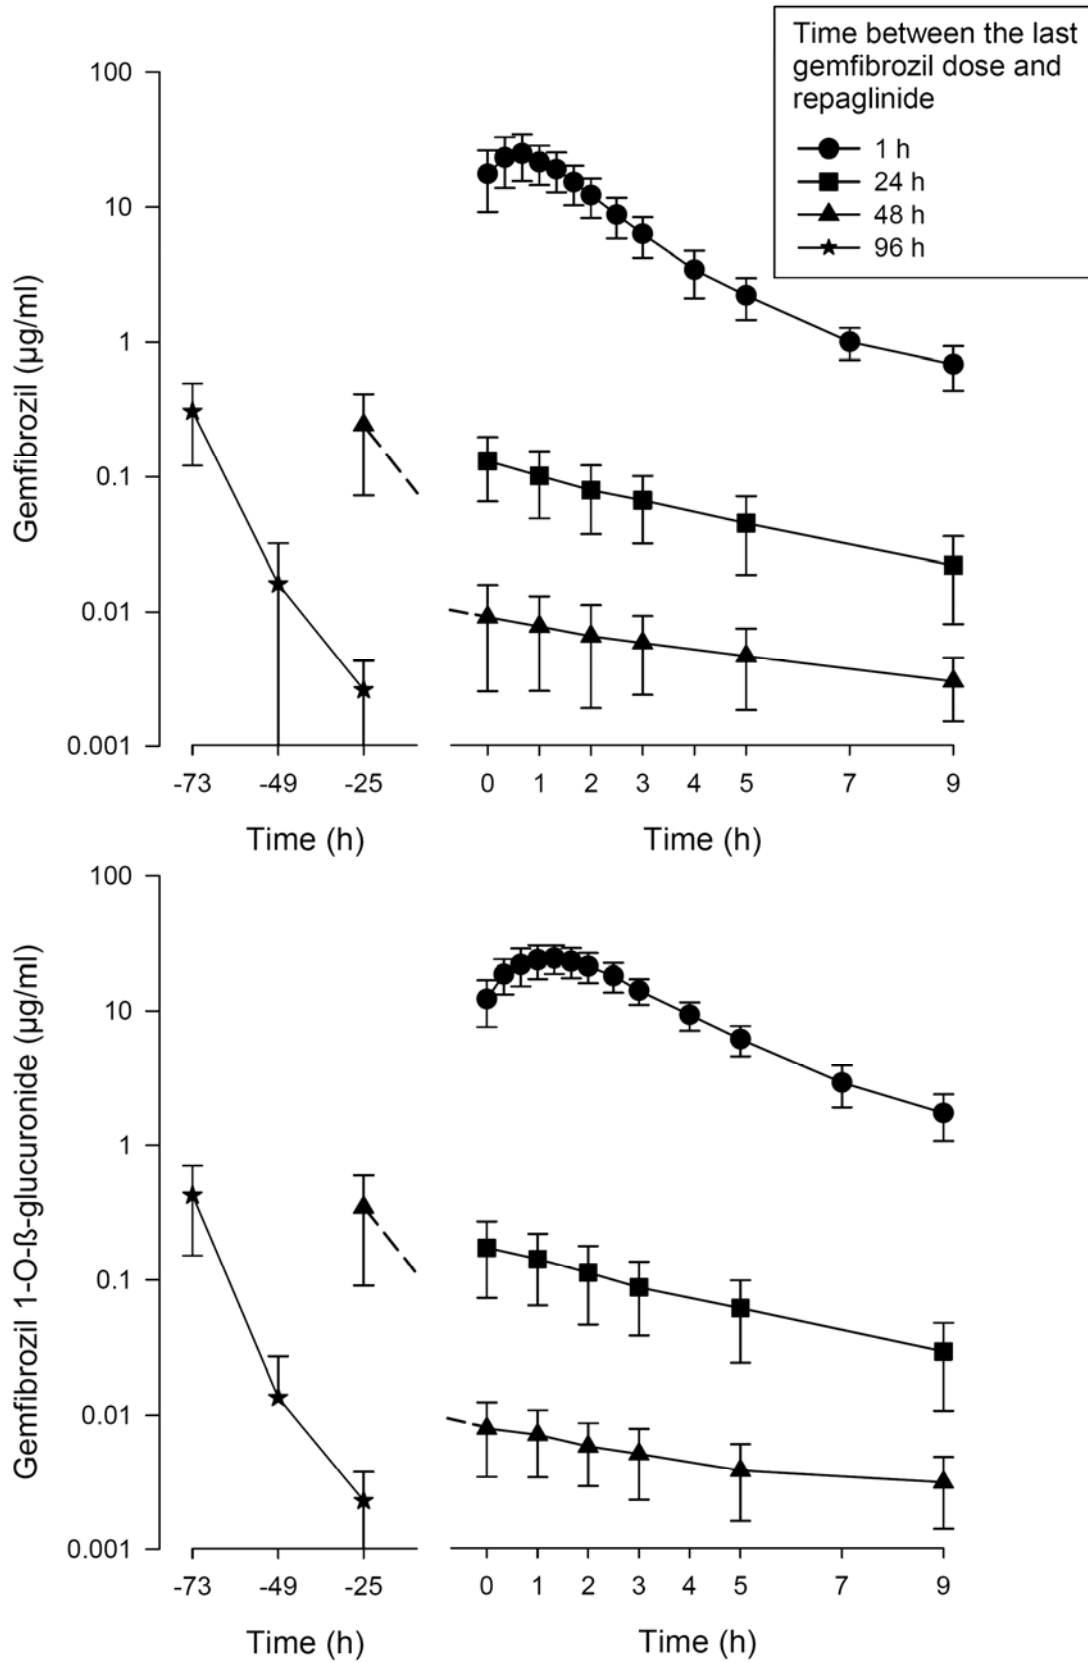 Time between the last
gemfibrozil dose and
repaglinide
1 h
24 h
48 h
96 h
Gemfibrozil (µg/ml)
100
10
1
0.1
0.01
0.001
-73 -49 -25 0 1 2 3 4 5 7 9
Time (h) Time (h)
Gemfibrozil 1-O-ß-glucuronide (µg/ml)
100
10
1
0.1
0.01
0.001
-73 -49 -25 0 1 2 3 4 5 7 9
Time (h) Time (h)